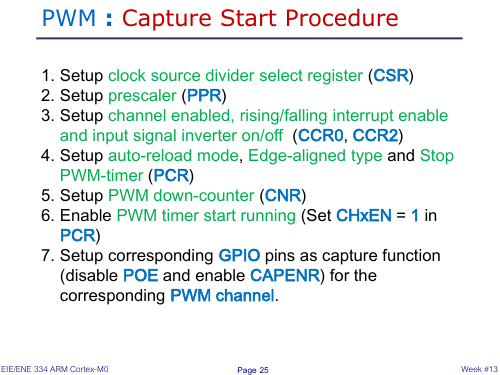 PWM : Capture Start Procedure
1. Setup clock source divider select register (CSR)
2. Setup prescaler (PPR)
3. Setup channel enabled, rising/falling interrupt enable
and input signal inverter on/off (CCR0, CCR2)
4. Setup auto-reload mode, Edge-aligned type and Stop
PWM-timer (PCR)
5. Setup PWM down-counter (CNR)
6. Enable PWM timer start running (Set CHxEN = 1 in
PCR)
7. Setup corresponding GPIO pins as capture function
(disable POE and enable CAPENR) for the
corresponding PWM channel.
EIE/ENE 334 ARM Cortex-M0 Page 25 Week #13